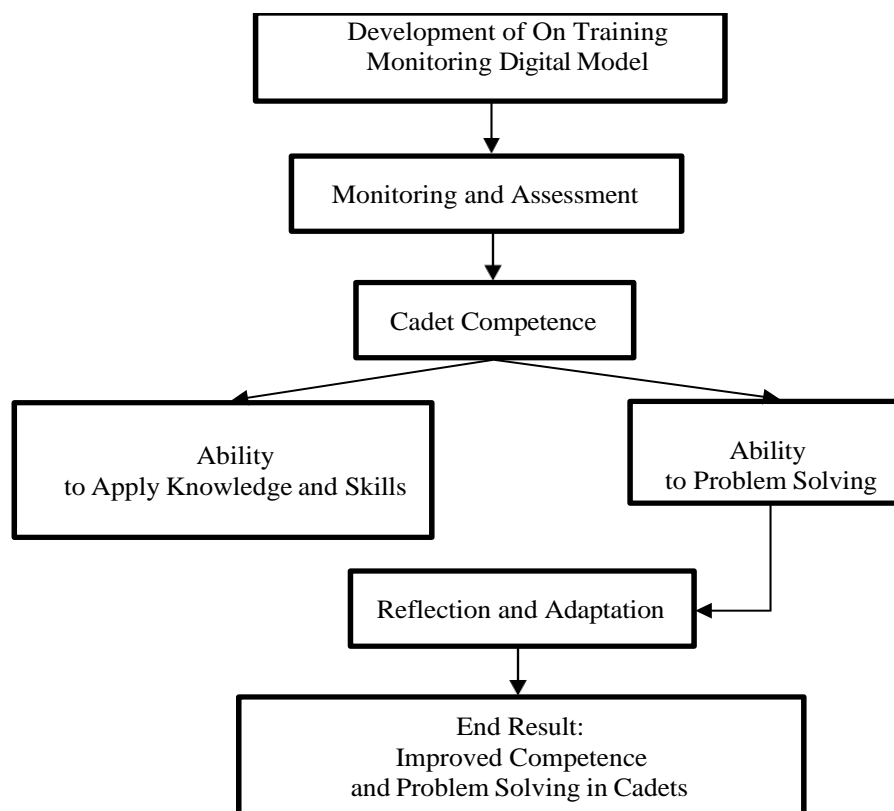 Development of On Training
Monitoring Digital Model
Monitoring and Assessment
Cadet Competence
Ability
to Apply Knowledge and Skills
Ability
to Problem Solving
Reflection and Adaptation
End Result:
Improved Competence
and Problem Solving in Cadets